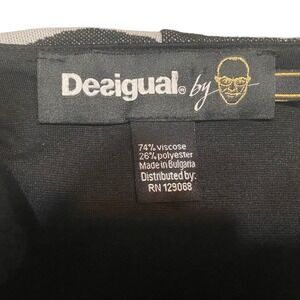 Desigual® by
74% viscose
26% polyester
Made in Bulgaria
Distributed by:
RN 129068